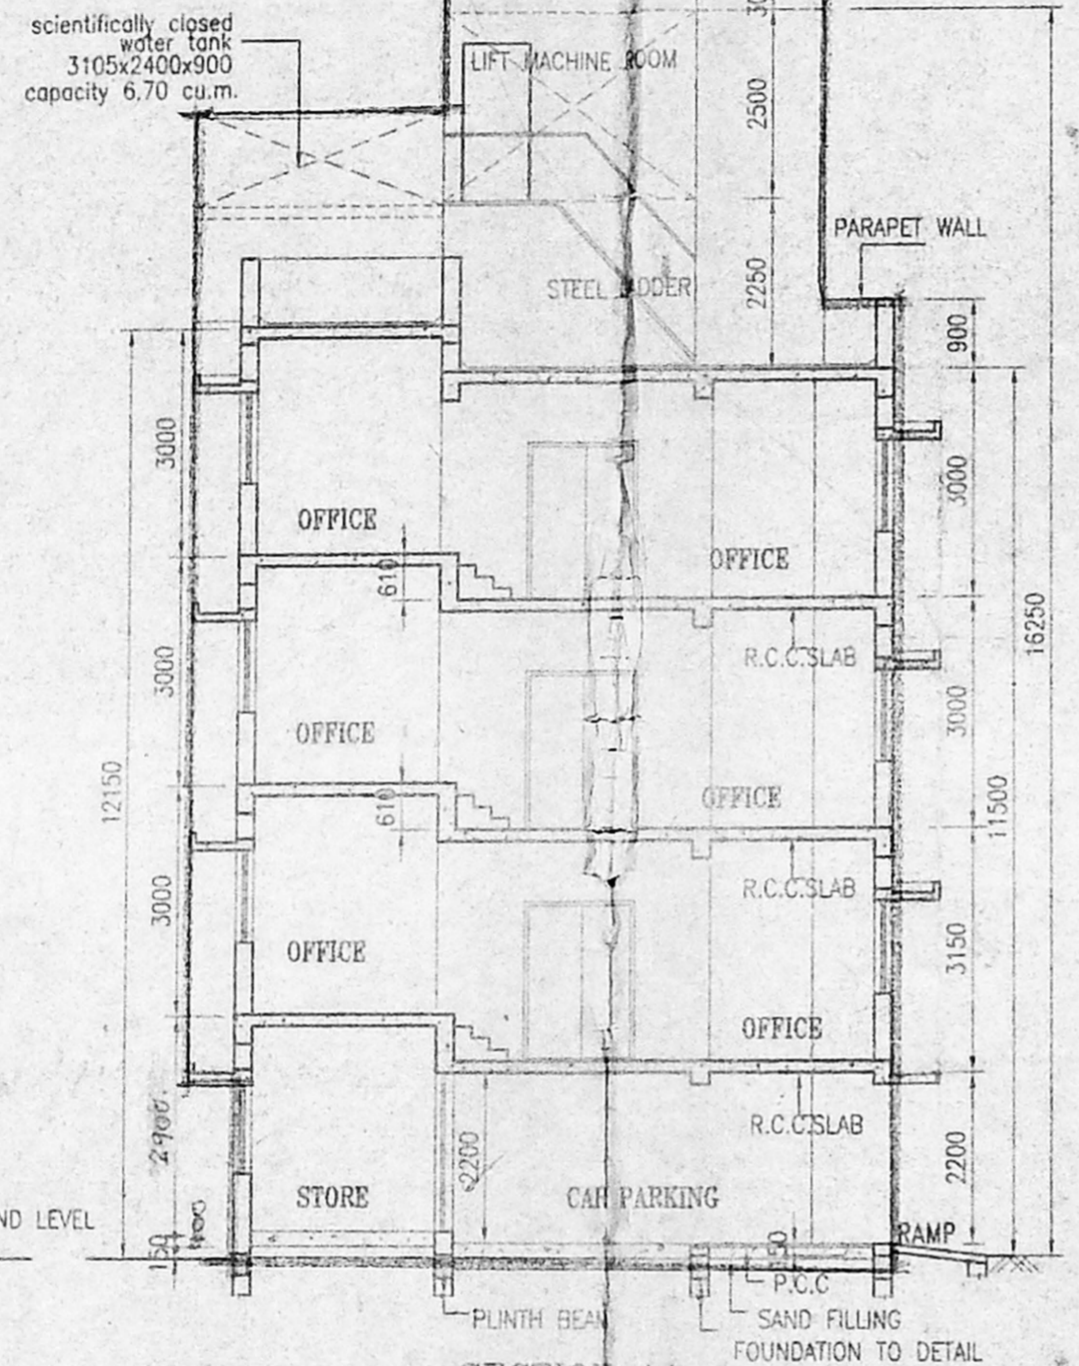 scientifically closed
water tank
3105x2400x900
capacity 6.70 cu.m.
LIFT MACHINE ROOM
30
2500
PARAPET WALL
STEEL LADDER
2250
900
3000
OFFICE
OFFICE
3000
610
R.C.C.SLAB
16250
3000
OFFICE
OFFICE
3000
12150
610
11500
R.C.C.SLAB
3000
OFFICE
OFFICE
3150
R.C.C.SLAB
2900
2200
2200
STORE
CAR PARKING
ND LEVEL
RAMP
150
P.C.C
PLINTH BEAM
SAND FILLING
FOUNDATION TO DETAIL